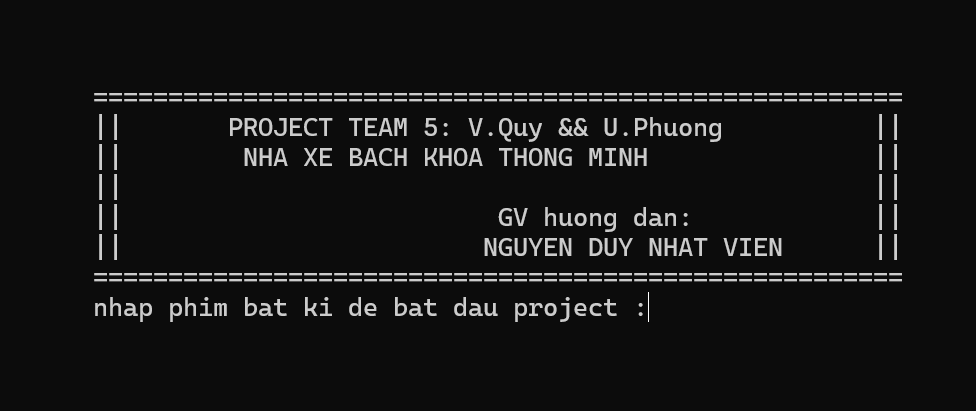 ======================================================
||       PROJECT TEAM 5: V.Quy && U.Phuong          ||
||        NHA XE BACH KHOA THONG MINH               ||
||                                                  ||
||                         GV huong dan:            ||
||                        NGUYEN DUY NHAT VIEN      ||
======================================================
nhap phim bat ki de bat dau project :